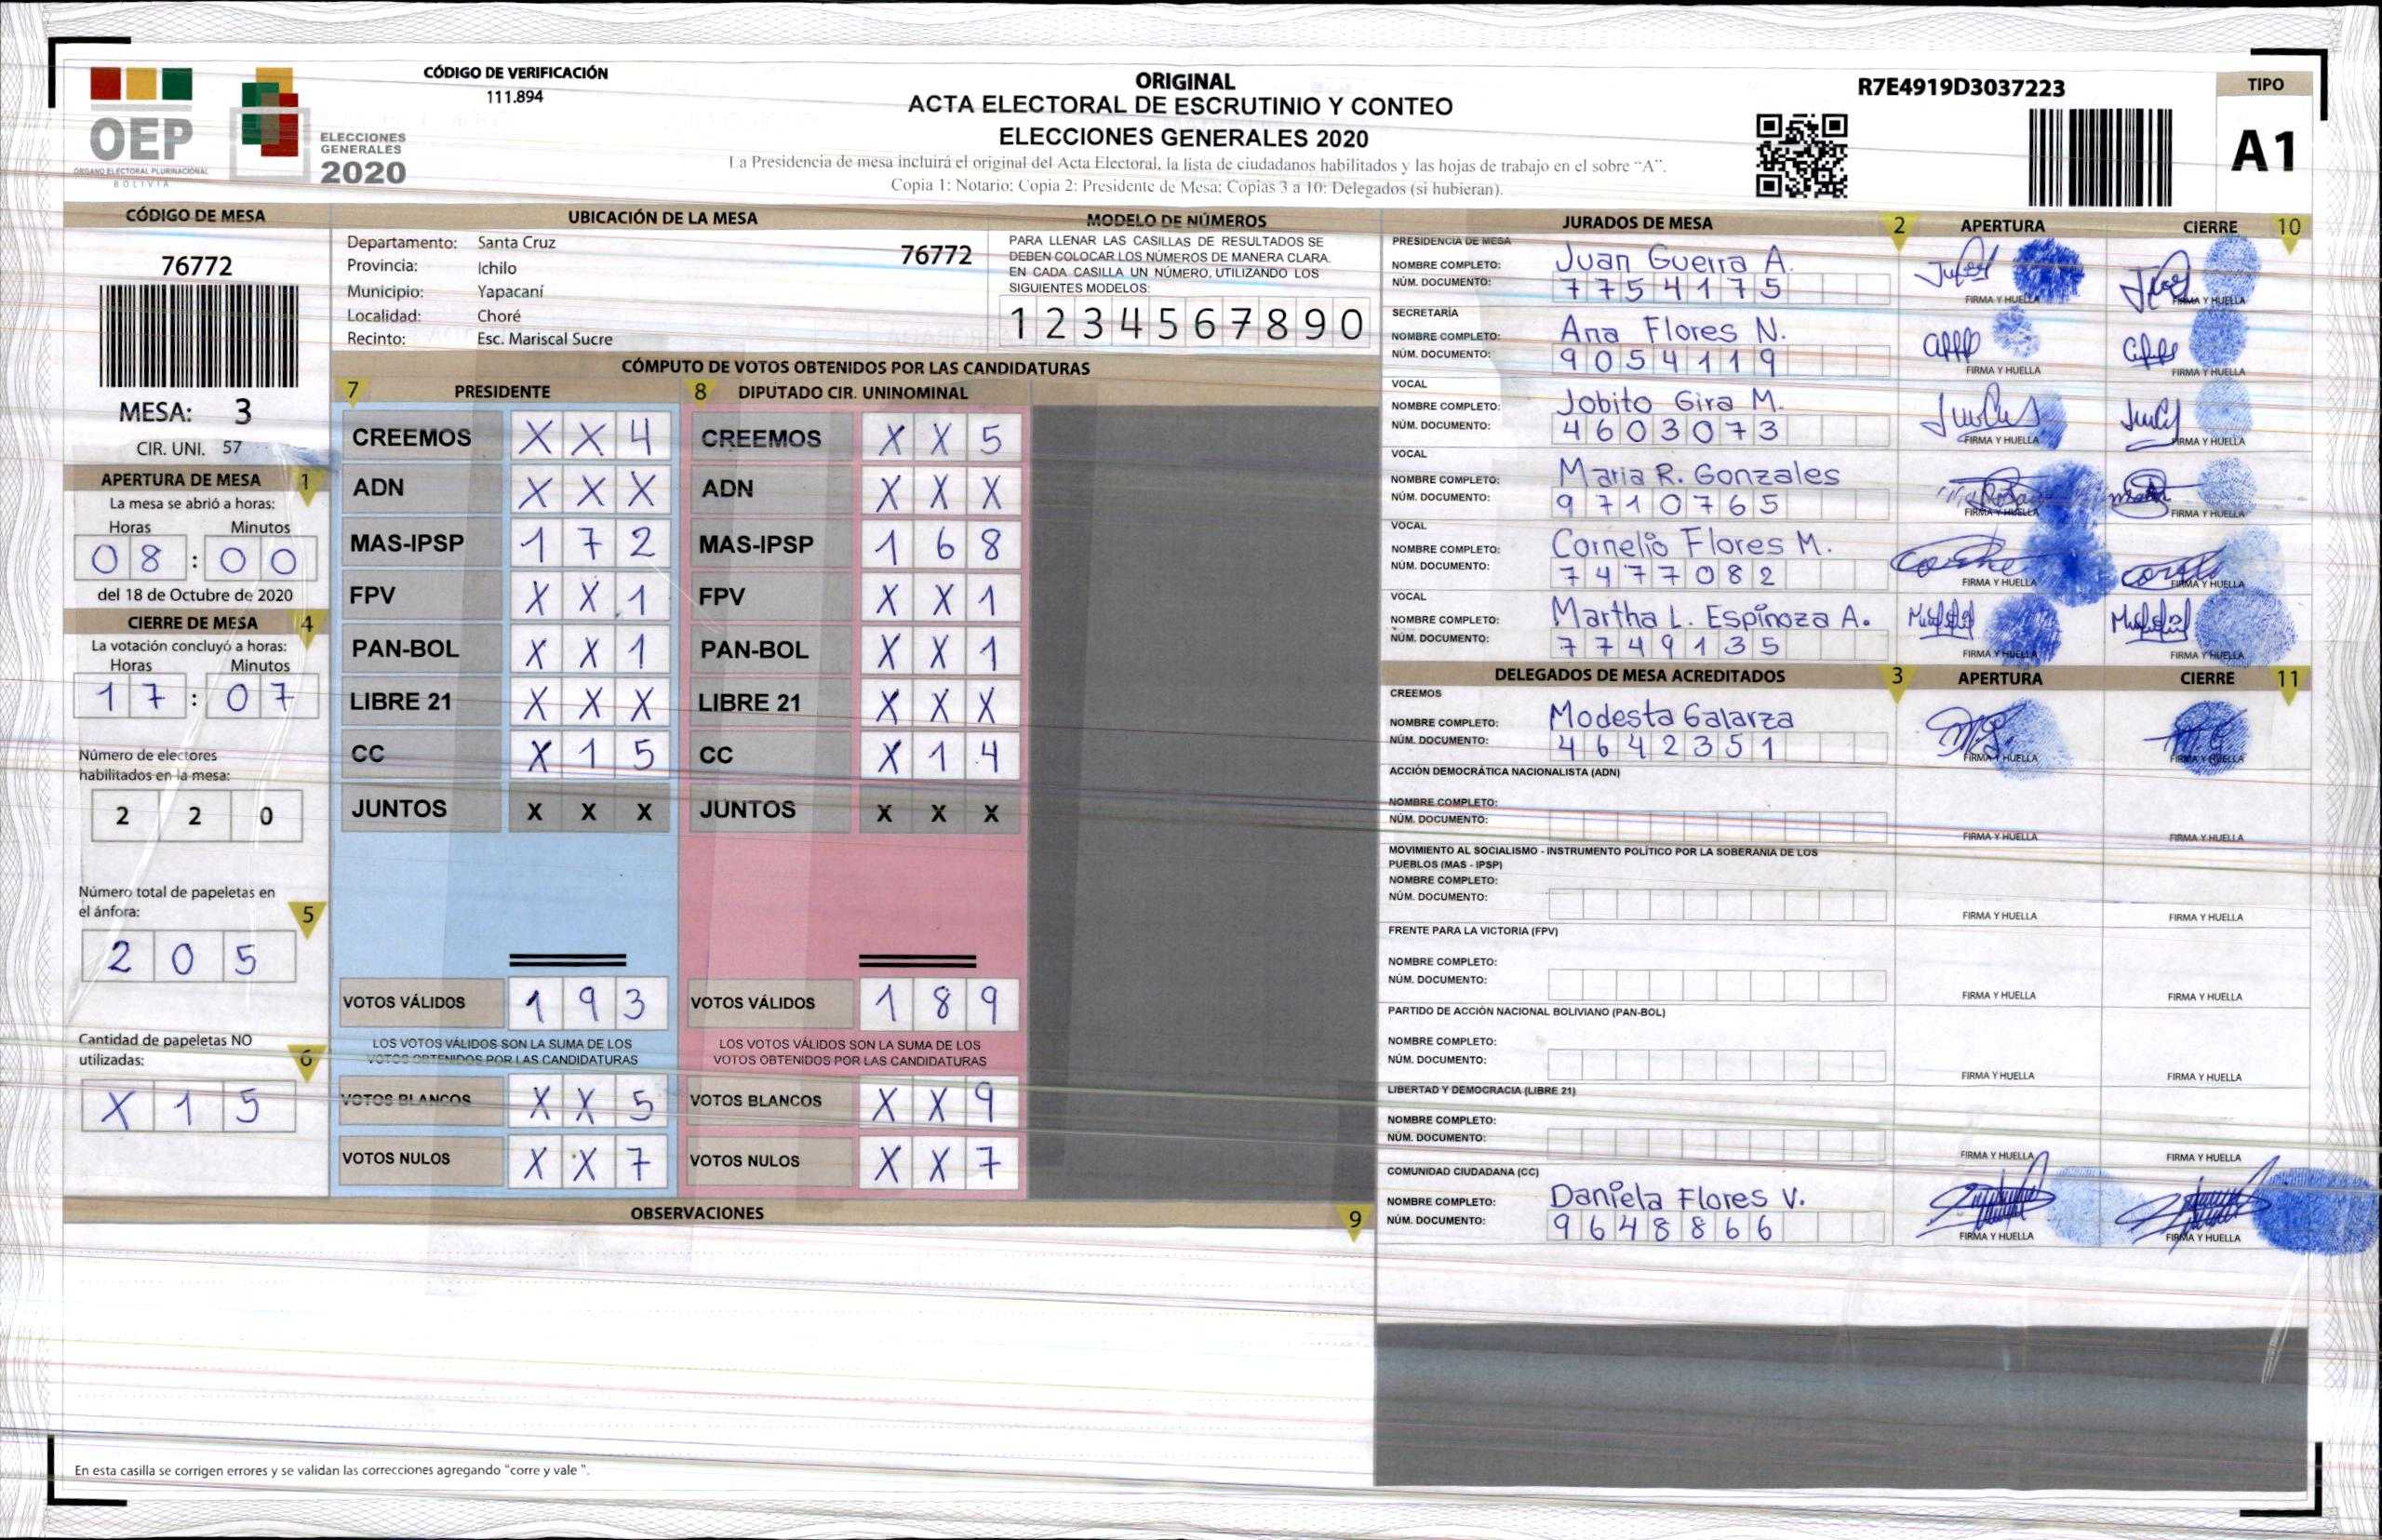 CÓDIGO DE VERIFICACIÓN
111.894
OEP
ÓRGANO ELECTORAL PLURINACIONAL
BOLIVIA
ELECCIONES
GENERALES
2020
ORIGINAL
ACTA ELECTORAL DE ESCRUTINIO Y CONTEO
ELECCIONES GENERALES 2020
La Presidencia de mesa incluirá el original del Acta Electoral, la lista de ciudadanos habilitados y las hojas de trabajo en el sobre “A”.
Copia 1: Notario; Copia 2: Presidente de Mesa; Copias 3 a 10: Delegados (si hubieran).
R7E4919D3037223
TIPO
A1
CÓDIGO DE MESA
76772
MESA: 3
CIR. UNI. 57
APERTURA DE MESA 1
La mesa se abrió a horas:
Horas Minutos
08 : 00
del 18 de Octubre de 2020
CIERRE DE MESA 4
La votación concluyó a horas:
Horas Minutos
17 : 07
Número de electores
habilitados en la mesa:
2 2 0
Número total de papeletas en
el ánfora:
5
2 0 5
Cantidad de papeletas NO
utilizadas:
6
X 1 5
UBICACIÓN DE LA MESA
Departamento: Santa Cruz
76772
Provincia: Ichilo
Municipio: Yapacaní
Localidad: Choré
Recinto: Esc. Mariscal Sucre
MODELO DE NÚMEROS
PARA LLENAR LAS CASILLAS DE RESULTADOS SE
DEBEN COLOCAR LOS NÚMEROS DE MANERA CLARA.
EN CADA CASILLA UN NÚMERO, UTILIZANDO LOS
SIGUIENTES MODELOS:
1 2 3 4 5 6 7 8 9 0
CÓMPUTO DE VOTOS OBTENIDOS POR LAS CANDIDATURAS
7 PRESIDENTE 8 DIPUTADO CIR. UNINOMINAL
CREEMOS X X 4 CREEMOS X X 5
ADN X X X ADN X X X
MAS-IPSP 1 7 2 MAS-IPSP 1 6 8
FPV X X 1 FPV X X 1
PAN-BOL X X 1 PAN-BOL X X 1
LIBRE 21 X X X LIBRE 21 X X X
CC X 1 5 CC X 1 4
JUNTOS X X X JUNTOS X X X
VOTOS VÁLIDOS 1 9 3 VOTOS VÁLIDOS 1 8 9
LOS VOTOS VÁLIDOS SON LA SUMA DE LOS LOS VOTOS VÁLIDOS SON LA SUMA DE LOS
VOTOS OBTENIDOS POR LAS CANDIDATURAS VOTOS OBTENIDOS POR LAS CANDIDATURAS
VOTOS BLANCOS X X 5 VOTOS BLANCOS X X 9
VOTOS NULOS X X 7 VOTOS NULOS X X 7
OBSERVACIONES 9
En esta casilla se corrigen errores y se validan las correcciones agregando "corre y vale ".
JURADOS DE MESA 2 APERTURA CIERRE 10
PRESIDENCIA DE MESA
NOMBRE COMPLETO: Juan Guerra A.
NÚM. DOCUMENTO: 7754175
FIRMA Y HUELLA FIRMA Y HUELLA
SECRETARÍA
NOMBRE COMPLETO: Ana Flores N.
NÚM. DOCUMENTO: 9054119
FIRMA Y HUELLA FIRMA Y HUELLA
VOCAL
NOMBRE COMPLETO: Jobito Gira M.
NÚM. DOCUMENTO: 4603073
FIRMA Y HUELLA FIRMA Y HUELLA
VOCAL
NOMBRE COMPLETO: Maria R. Gonzales
NÚM. DOCUMENTO: 9710765
FIRMA Y HUELLA FIRMA Y HUELLA
VOCAL
NOMBRE COMPLETO: Cornelio Flores M.
NÚM. DOCUMENTO: 7477082
FIRMA Y HUELLA FIRMA Y HUELLA
VOCAL
NOMBRE COMPLETO: Martha L. Espinoza A.
NÚM. DOCUMENTO: 7749135
FIRMA Y HUELLA FIRMA Y HUELLA
DELEGADOS DE MESA ACREDITADOS 3 APERTURA CIERRE 11
CREEMOS
NOMBRE COMPLETO: Modesta Galarza
NÚM. DOCUMENTO: 4642351
FIRMA Y HUELLA FIRMA Y HUELLA
ACCIÓN DEMOCRÁTICA NACIONALISTA (ADN)
NOMBRE COMPLETO:
NÚM. DOCUMENTO:
FIRMA Y HUELLA FIRMA Y HUELLA
MOVIMIENTO AL SOCIALISMO - INSTRUMENTO POLÍTICO POR LA SOBERANIA DE LOS
PUEBLOS (MAS - IPSP)
NOMBRE COMPLETO:
NÚM. DOCUMENTO:
FIRMA Y HUELLA FIRMA Y HUELLA
FRENTE PARA LA VICTORIA (FPV)
NOMBRE COMPLETO:
NÚM. DOCUMENTO:
FIRMA Y HUELLA FIRMA Y HUELLA
PARTIDO DE ACCIÓN NACIONAL BOLIVIANO (PAN-BOL)
NOMBRE COMPLETO:
NÚM. DOCUMENTO:
FIRMA Y HUELLA FIRMA Y HUELLA
LIBERTAD Y DEMOCRACIA (LIBRE 21)
NOMBRE COMPLETO:
NÚM. DOCUMENTO:
FIRMA Y HUELLA FIRMA Y HUELLA
COMUNIDAD CIUDADANA (CC)
NOMBRE COMPLETO: Daniela Flores V.
NÚM. DOCUMENTO: 9648866
FIRMA Y HUELLA FIRMA Y HUELLA